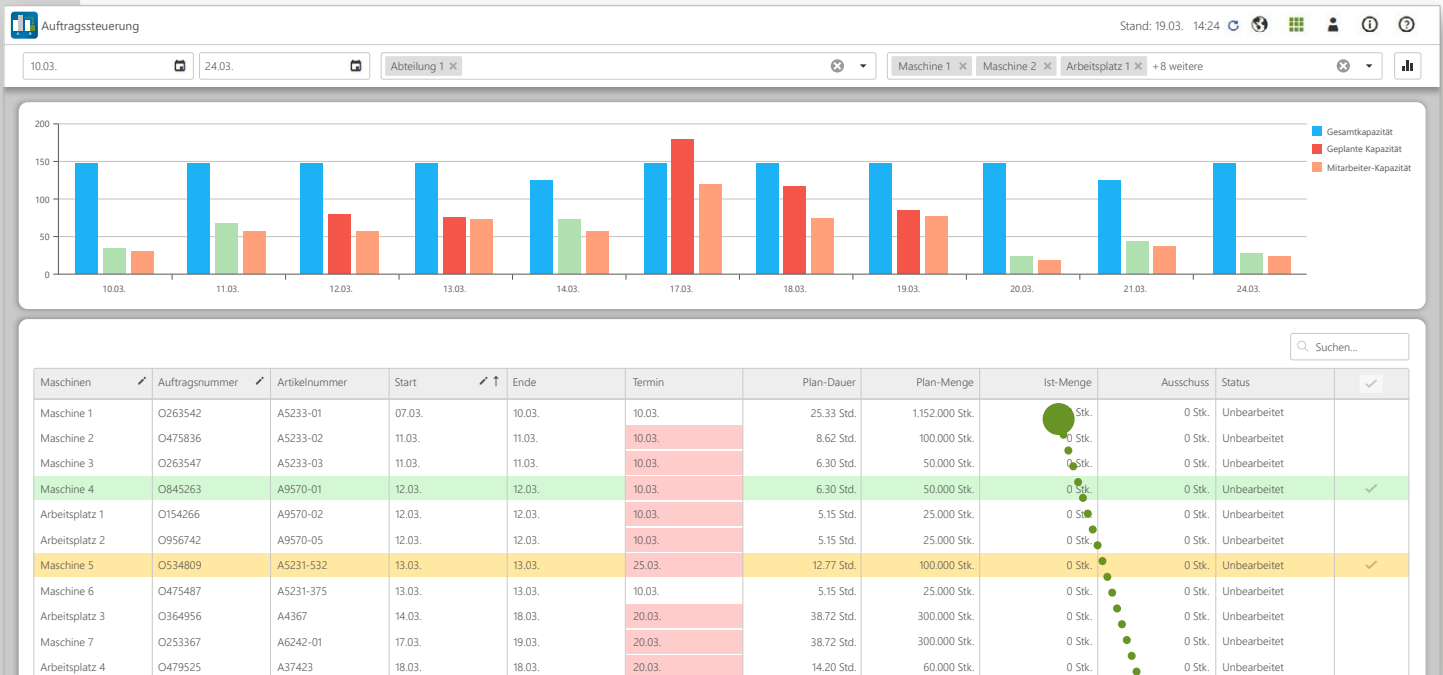 Auftragssteuerung
Stand: 19.03. 14:24
10.03. 24.03. Abteilung 1 Maschine 1 Maschine 2 Arbeitsplatz 1 +8 weitere
200
150
100
50
0
10.03. 11.03. 12.03. 13.03. 14.03. 17.03. 18.03. 19.03. 20.03. 21.03. 24.03.
Gesamtkapazität
Geplante Kapazität
Mitarbeiter-Kapazität
Suchen...
Maschinen Auftragsnummer Artikelnummer Start Ende Termin Plan-Dauer Plan-Menge Ist-Menge Ausschuss Status
Maschine 1 O263542 A5233-01 07.03. 10.03. 10.03. 25.33 Std. 1.152.000 Stk. Stk. 0 Stk. Unbearbeitet
Maschine 2 O475836 A5233-02 11.03. 11.03. 10.03. 8.62 Std. 100.000 Stk. 0 Stk. 0 Stk. Unbearbeitet
Maschine 3 O263547 A5233-03 11.03. 11.03. 10.03. 6.30 Std. 50.000 Stk. 0 Stk. 0 Stk. Unbearbeitet
Maschine 4 O845263 A9570-01 12.03. 12.03. 10.03. 6.30 Std. 50.000 Stk. 0 Stk. 0 Stk. Unbearbeitet
Arbeitsplatz 1 O154266 A9570-02 12.03. 12.03. 10.03. 5.15 Std. 25.000 Stk. 0 Stk. 0 Stk. Unbearbeitet
Arbeitsplatz 2 O956742 A9570-05 12.03. 12.03. 10.03. 5.15 Std. 25.000 Stk. 0 Stk. 0 Stk. Unbearbeitet
Maschine 5 O534809 A5231-532 13.03. 13.03. 25.03. 12.77 Std. 100.000 Stk. 0 Stk. 0 Stk. Unbearbeitet
Maschine 6 O475487 A5231-375 13.03. 13.03. 10.03. 5.15 Std. 25.000 Stk. 0 Stk. 0 Stk. Unbearbeitet
Arbeitsplatz 3 O364956 A4367 14.03. 18.03. 20.03. 38.72 Std. 300.000 Stk. 0 Stk. 0 Stk. Unbearbeitet
Maschine 7 O253367 A6242-01 17.03. 19.03. 20.03. 38.72 Std. 300.000 Stk. 0 Stk. 0 Stk. Unbearbeitet
Arbeitsplatz 4 O479525 A37423 18.03. 18.03. 20.03. 14.20 Std. 60.000 Stk. 0 Stk. 0 Stk. Unbearbeitet